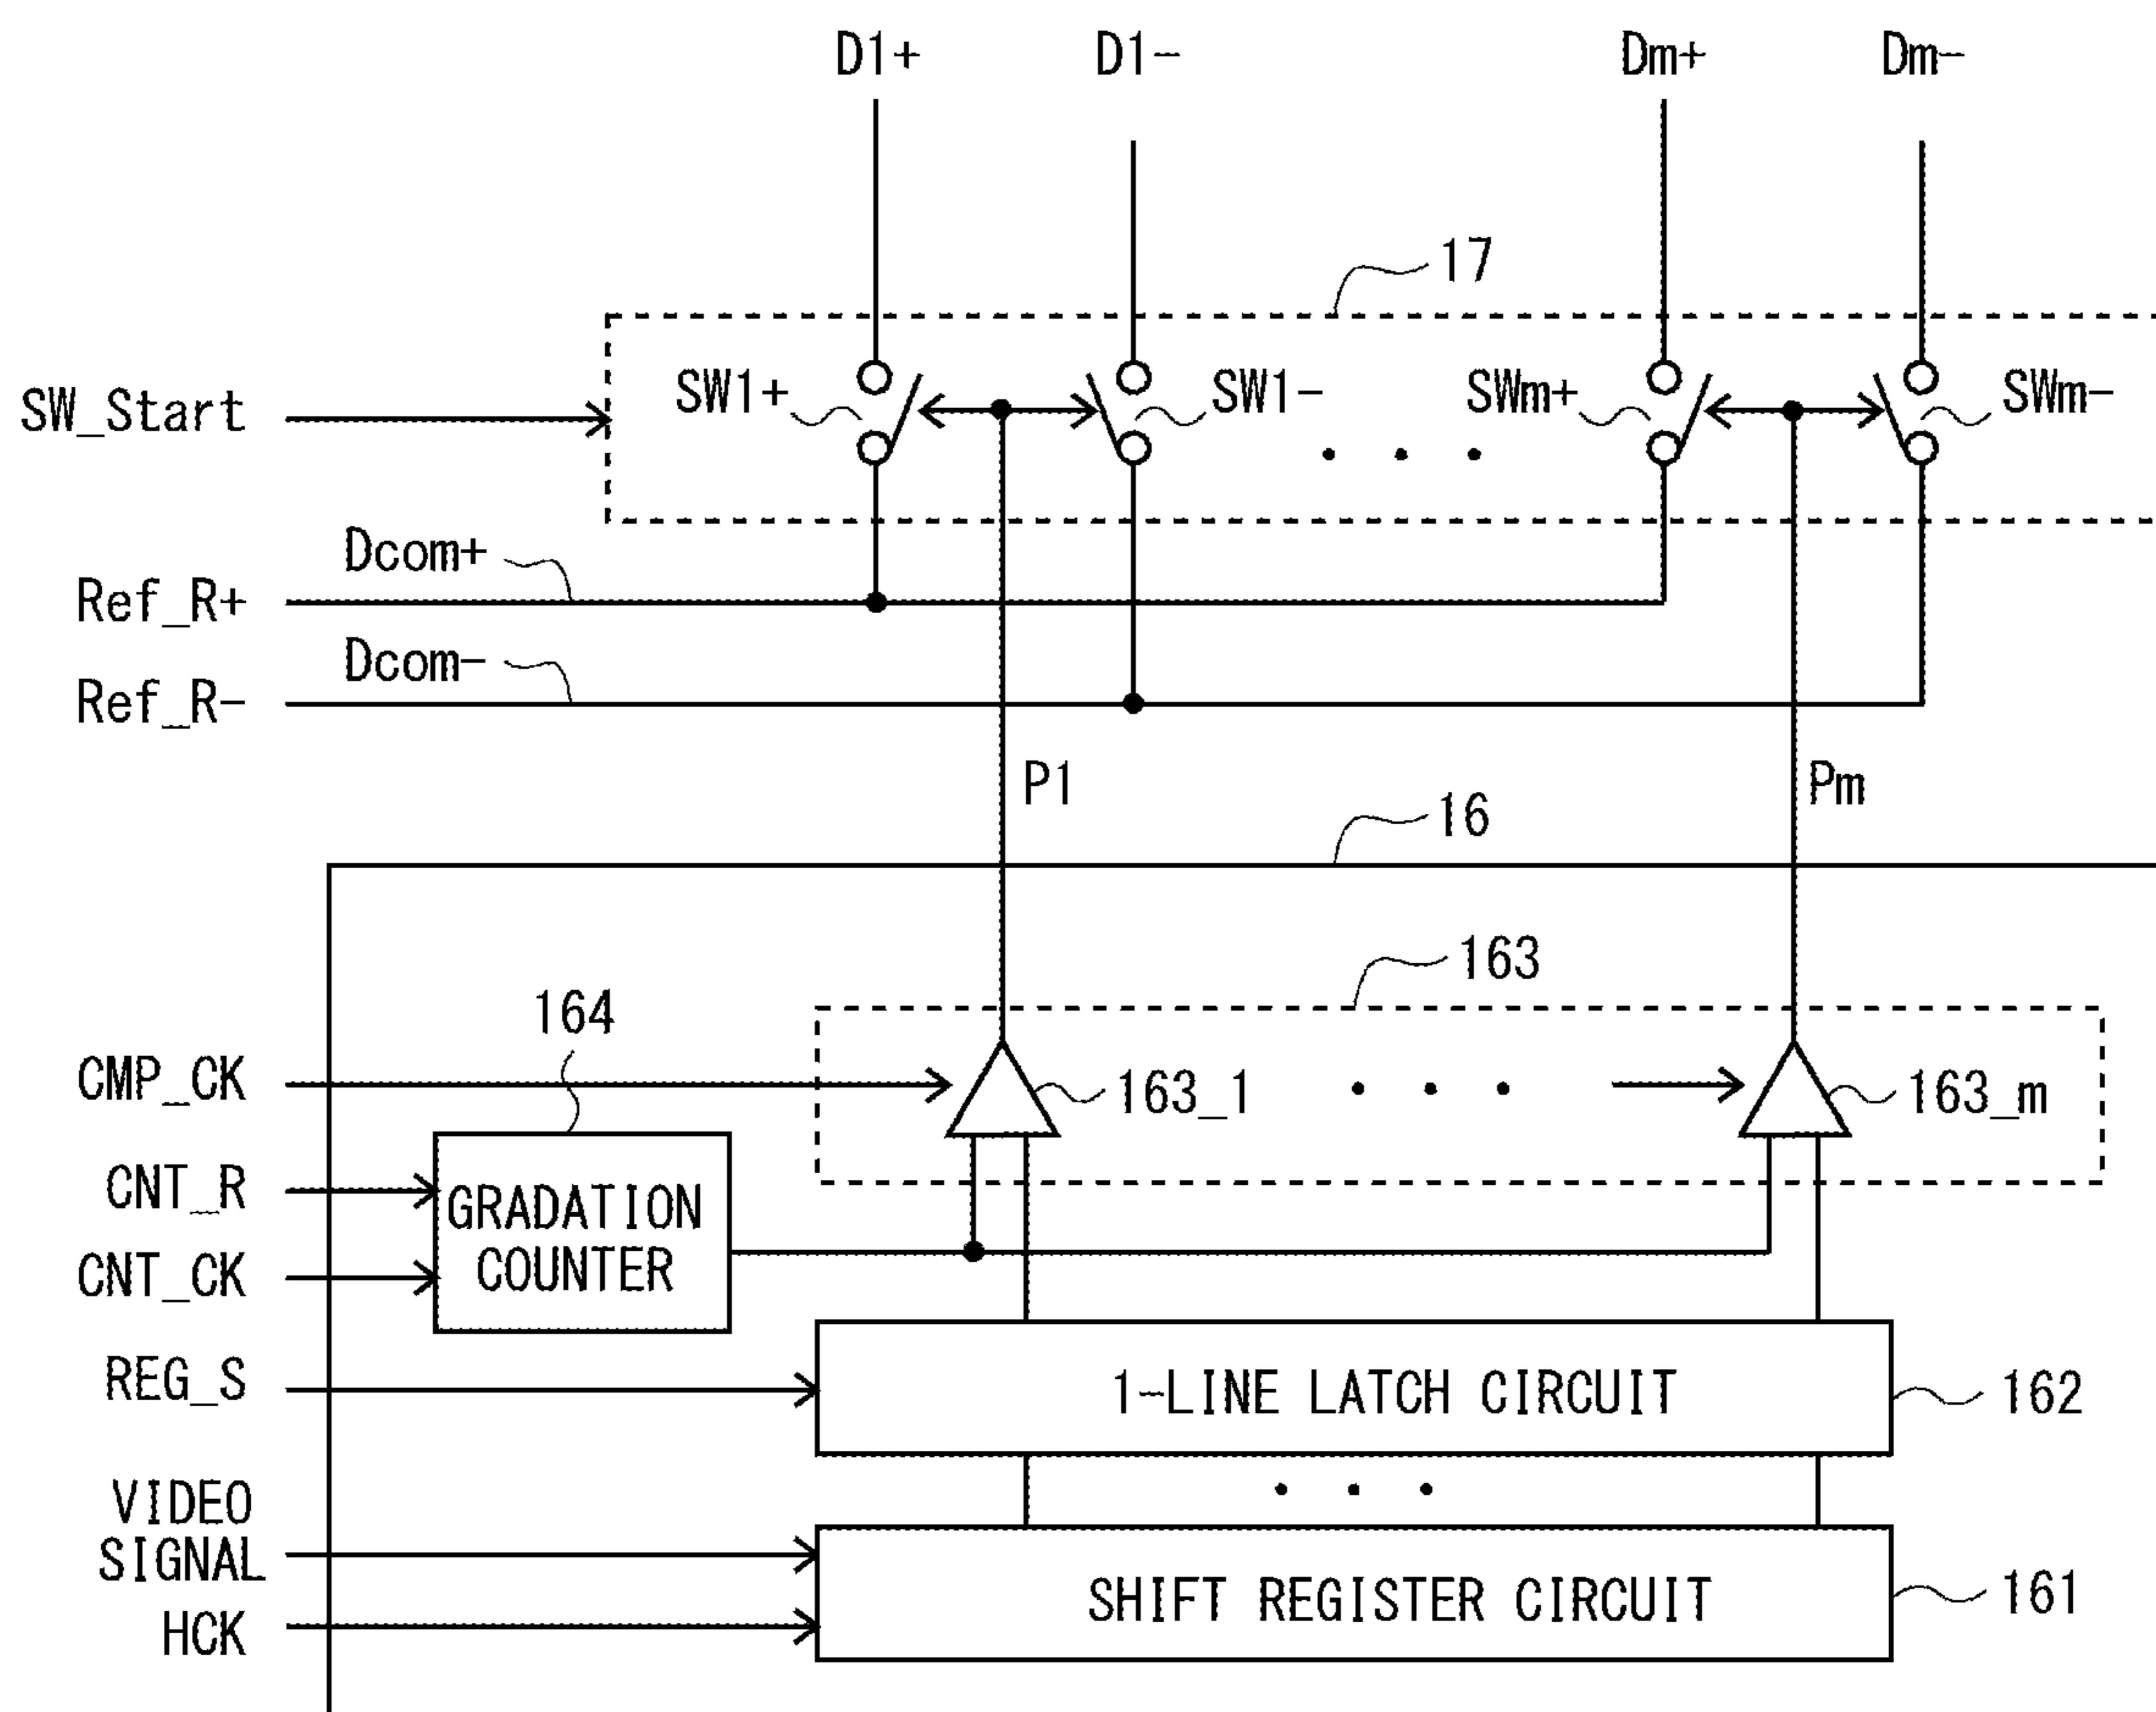 D1+ D1- Dm+ Dm-
17
SW_Start SW1+ SW1- SWm+ SWm-
Dcom+
Ref_R+
Dcom-
Ref_R-
P1 Pm
16
163
164
CMP_CK 163_1 163_m
CNT_R
GRADATION
COUNTER
CNT_CK
REG_S 1-LINE LATCH CIRCUIT 162
VIDEO
SIGNAL
SHIFT REGISTER CIRCUIT 161
HCK